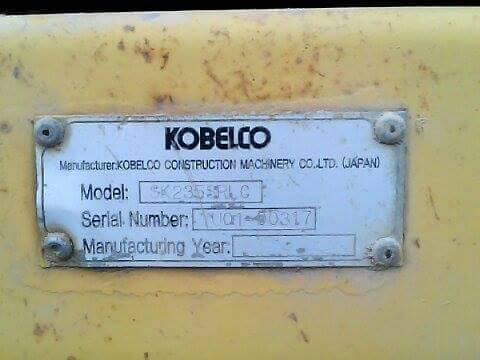 KOBELCO
Manufacturer:KOBELCO CONSTRUCTION MACHINERY CO.,LTD. (JAPAN)
Model: SK235SRLC
Serial Number:
Manufacturing Year: